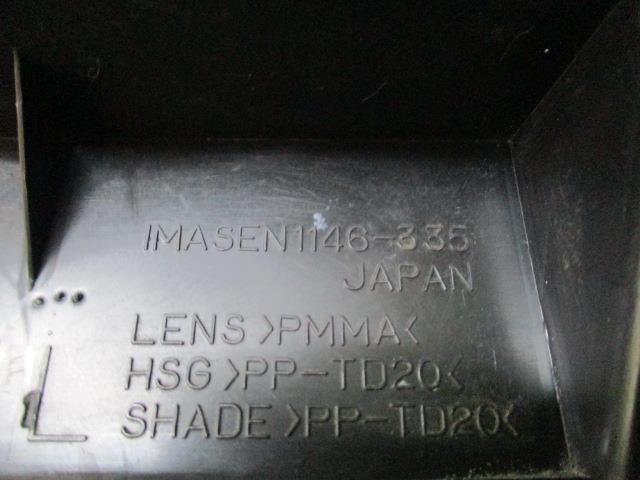 IMASEN1146-335
JAPAN
LENS >PMMA<
HSG >PP-TD20<
SHADE >PP-TD20<
L